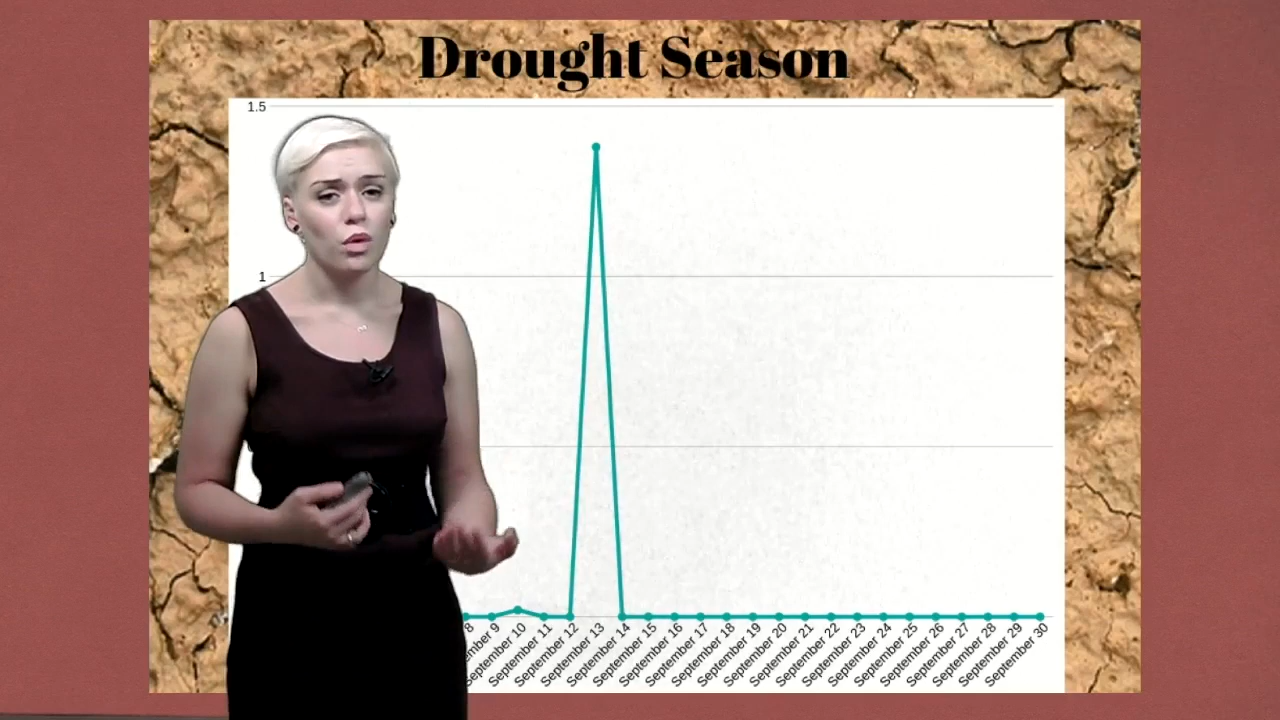 Drought Season
1.5
1
8
September 10
September 11
September 12
September 13
September 14
September 15
September 16
September 17
September 18
September 19
September 20
September 21
September 22
September 23
September 24
September 25
September 26
September 27
September 28
September 29
September 30